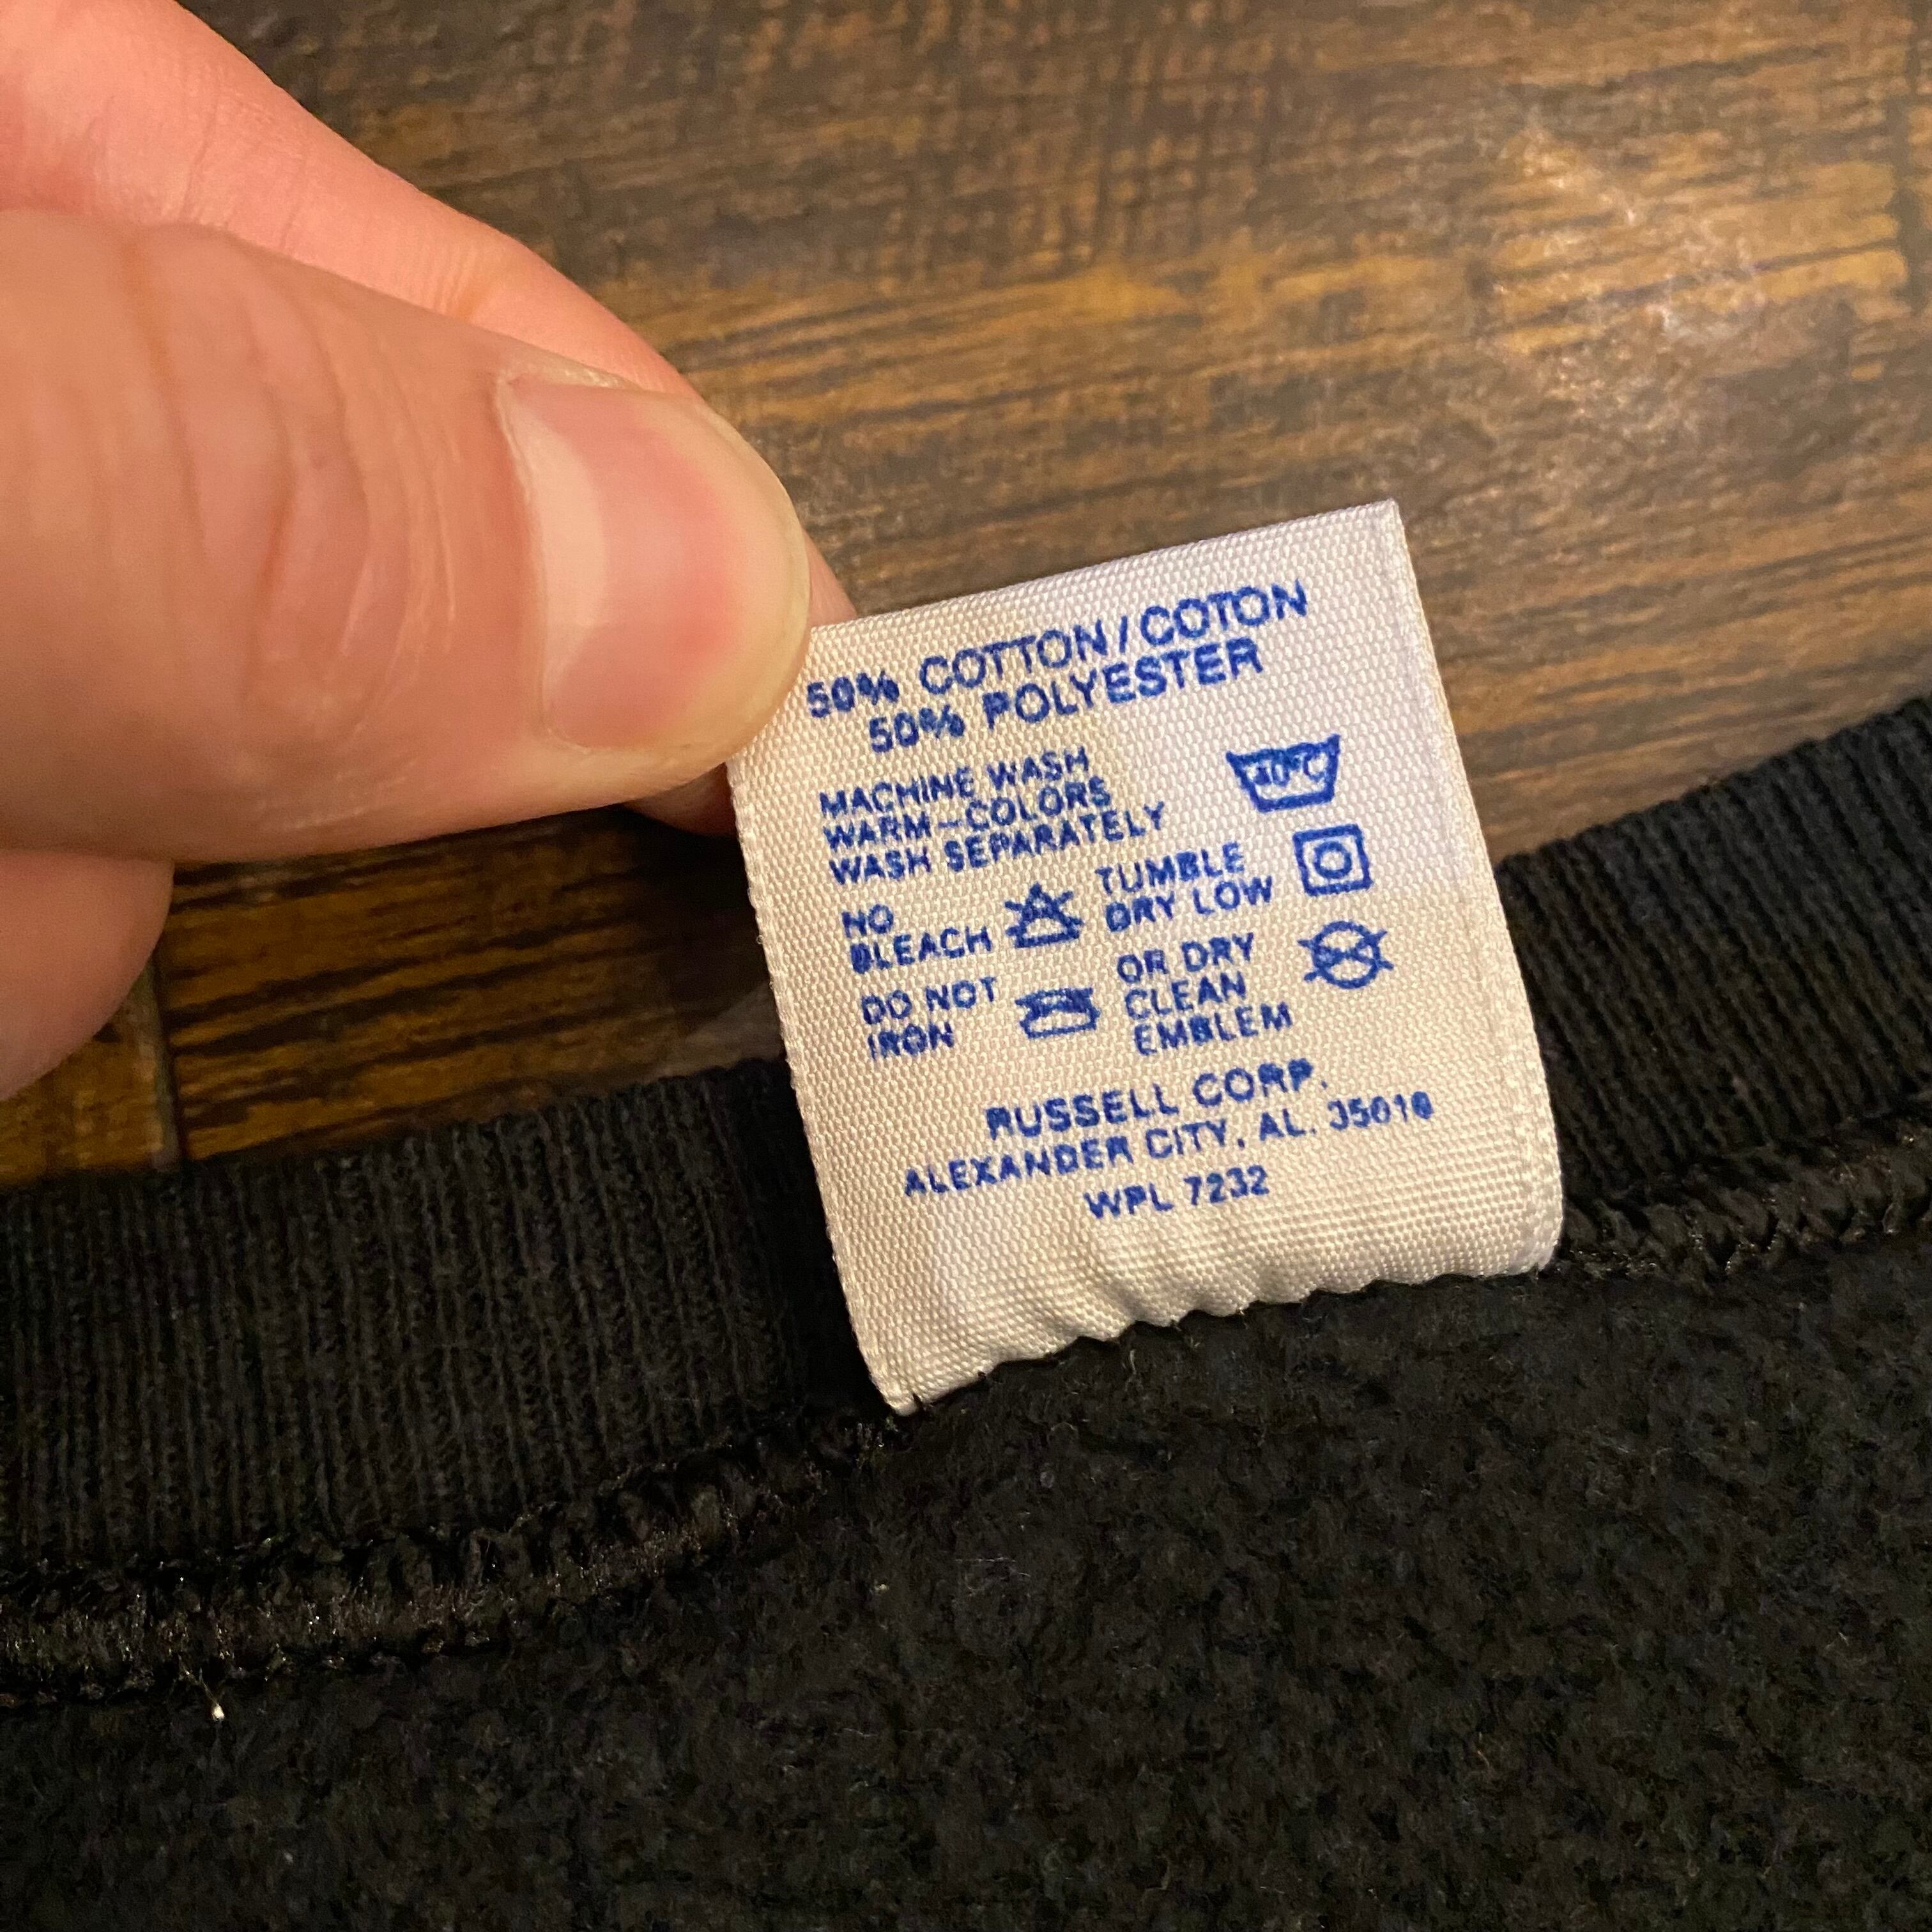 50% COTTON/COTON
50% POLYESTER
MACHINE WASH
WARM-COLORS
WASH SEPARATELY
40°C
NO
BLEACH
TUMBLE
DRY LOW
DO NOT
IRON
OR DRY
CLEAN
EMBLEM
RUSSELL CORP.
ALEXANDER CITY, AL. 35010
WPL 7232